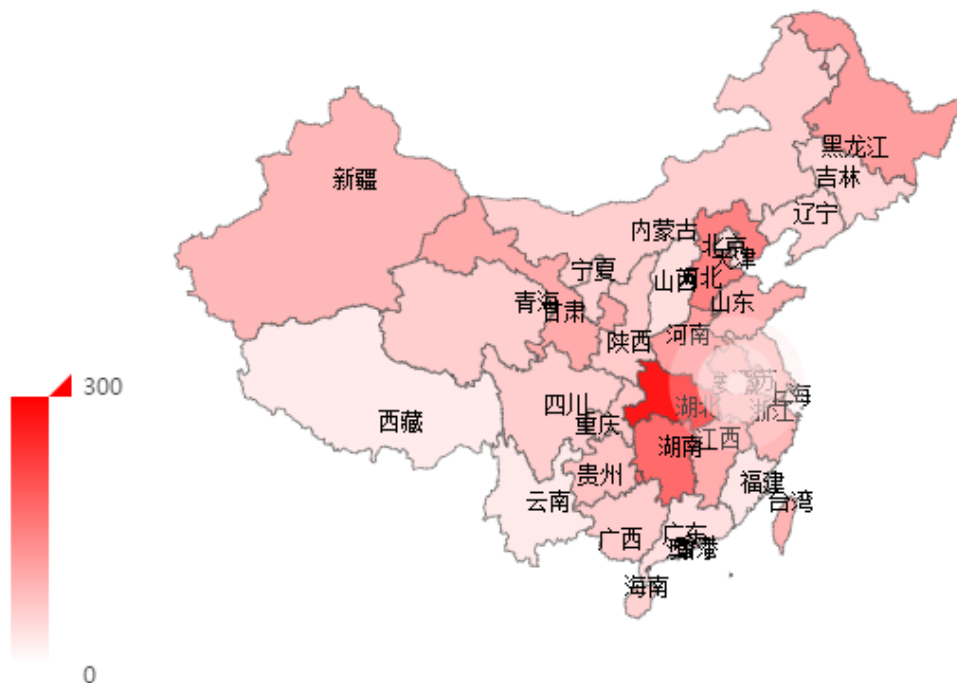 黑龙江
吉林
新疆
辽宁
内蒙古
北京
天津
宁夏
山西
河北
青海
甘肃
山东
河南
陕西
300
上海
四川
湖北
浙江
重庆
西藏
江西
湖南
贵州
福建
云南
台湾
广东
广西
香港
海南
0